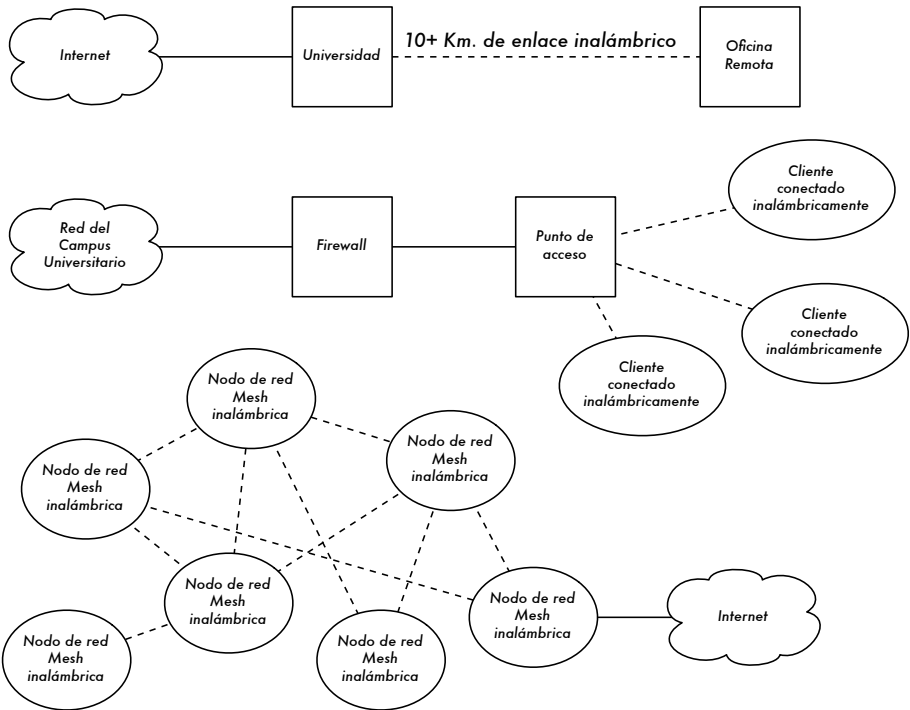 Internet
Universidad
10+ Km. de enlace inalámbrico
Oficina
Remota
Red del
Campus
Universitario
Firewall
Punto de
acceso
Cliente
conectado
inalámbricamente
Cliente
conectado
inalámbricamente
Cliente
conectado
inalámbricamente
Nodo de red
Mesh
inalámbrica
Nodo de red
Mesh
inalámbrica
Nodo de red
Mesh
inalámbrica
Nodo de red
Mesh
inalámbrica
Nodo de red
Mesh
inalámbrica
Internet
Nodo de red
Mesh
inalámbrica
Nodo de red
Mesh
inalámbrica